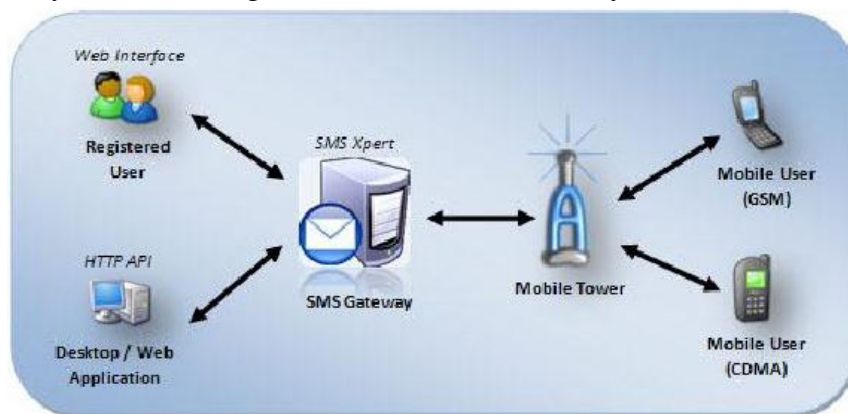 Web Interface
Registered
User
HTTP API
Desktop / Web
Application
SMS Xpert
SMS Gateway
Mobile Tower
Mobile User
(GSM)
Mobile User
(CDMA)